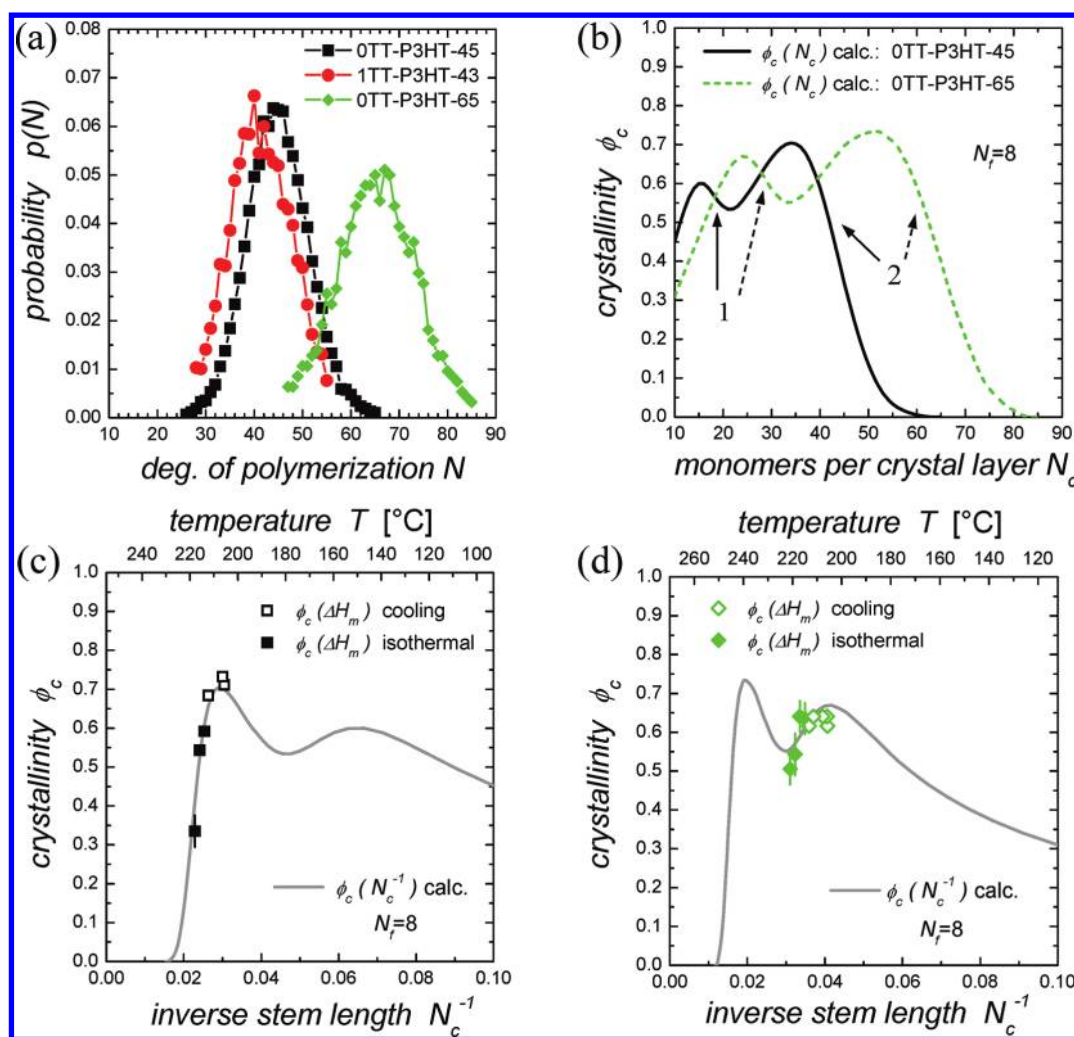 (a)
0.08
0.07
0.06
0.05
0.04
0.03
0.02
0.01
0.00
probability p(N)
0TT-P3HT-45
1TT-P3HT-43
0TT-P3HT-65
10 20 30 40 50 60 70 80 90
deg. of polymerization N
(b)
1.0
0.9
0.8
0.7
0.6
0.5
0.4
0.3
0.2
0.1
0.0
crystallinity ϕc
ϕc (Nc) calc.: 0TT-P3HT-45
ϕc (Nc) calc.: 0TT-P3HT-65
Nf=8
1
2
10 20 30 40 50 60 70 80 90
monomers per crystal layer Nc
(c)
temperature T [°C]
240 220 200 180 160 140 120 100
1.0
0.9
0.8
0.7
0.6
0.5
0.4
0.3
0.2
0.1
0.0
crystallinity ϕc
ϕc (ΔHm) cooling
ϕc (ΔHm) isothermal
ϕc (Nc-1) calc.
Nf=8
0.00 0.02 0.04 0.06 0.08 0.10
inverse stem length Nc-1
(d)
temperature T [°C]
260 240 220 200 180 160 140 120
1.0
0.9
0.8
0.7
0.6
0.5
0.4
0.3
0.2
0.1
0.0
crystallinity ϕc
ϕc (ΔHm) cooling
ϕc (ΔHm) isothermal
ϕc (Nc-1) calc.
Nf=8
0.00 0.02 0.04 0.06 0.08 0.10
inverse stem length Nc-1